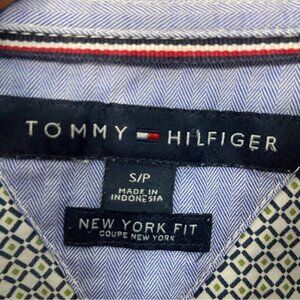 TOMMY HILFIGER
S/P
MADE IN
INDONESIA
NEW YORK FIT
COUPE NEW YORK